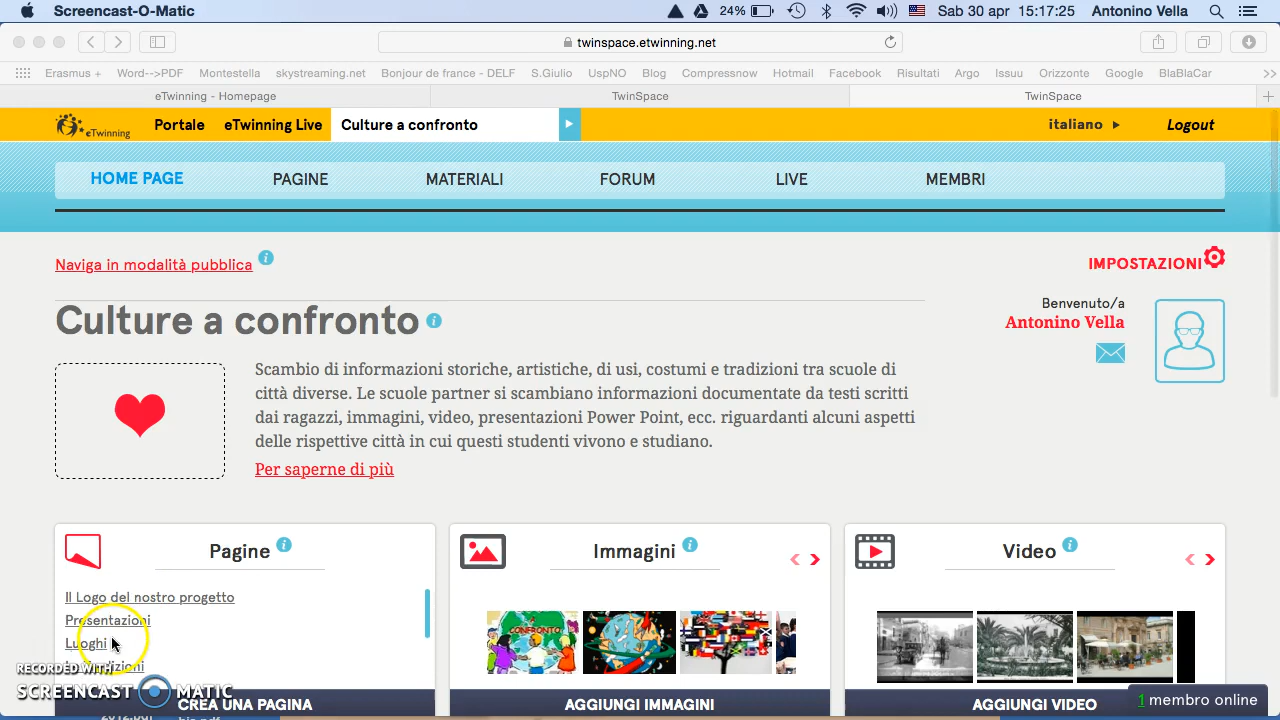 Screencast-O-Matic 24% Sab 30 apr 15:17:25 Antonino Vella
twinspace.etwinning.net
Erasmus + Word-->PDF Montestella skystreaming.net Bonjour de france - DELF S.Giulio UspNO Blog Compressnow Hotmail Facebook Risultati Argo Issuu Orizzonte Google BlaBlaCar >>
eTwinning - Homepage TwinSpace TwinSpace +
eTwinning Portale eTwinning Live Culture a confronto italiano Logout
HOME PAGE PAGINE MATERIALI FORUM LIVE MEMBRI
Naviga in modalità pubblica i IMPOSTAZIONI
Culture a confronto i
Benvenuto/a
Antonino Vella
Scambio di informazioni storiche, artistiche, di usi, costumi e tradizioni tra scuole di
città diverse. Le scuole partner si scambiano informazioni documentate da testi scritti
dai ragazzi, immagini, video, presentazioni Power Point, ecc. riguardanti alcuni aspetti
delle rispettive città in cui questi studenti vivono e studiano.
Per saperne di più
Pagine i Immagini i Video i
Il Logo del nostro progetto
Presentazioni
Luoghi
CONFRONTO
RECORDED WITH
SCREENCAST MATIC
CREA UNA PAGINA AGGIUNGI IMMAGINI AGGIUNGI VIDEO
1 membro online